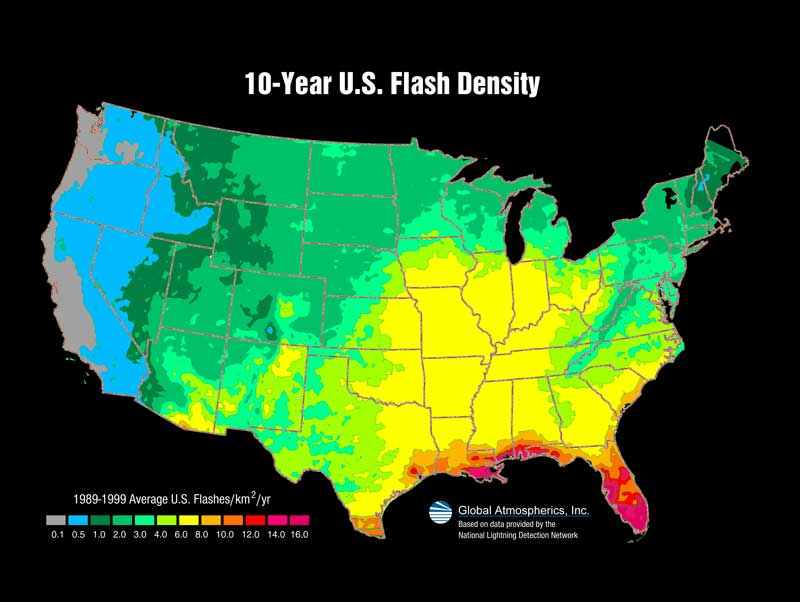 10-Year U.S. Flash Density
1989-1999 Average U.S. Flashes/km²/yr
0.1 0.5 1.0 2.0 3.0 4.0 6.0 8.0 10.0 12.0 14.0 16.0
Global Atmospherics, Inc.
Based on data provided by the
National Lightning Detection Network